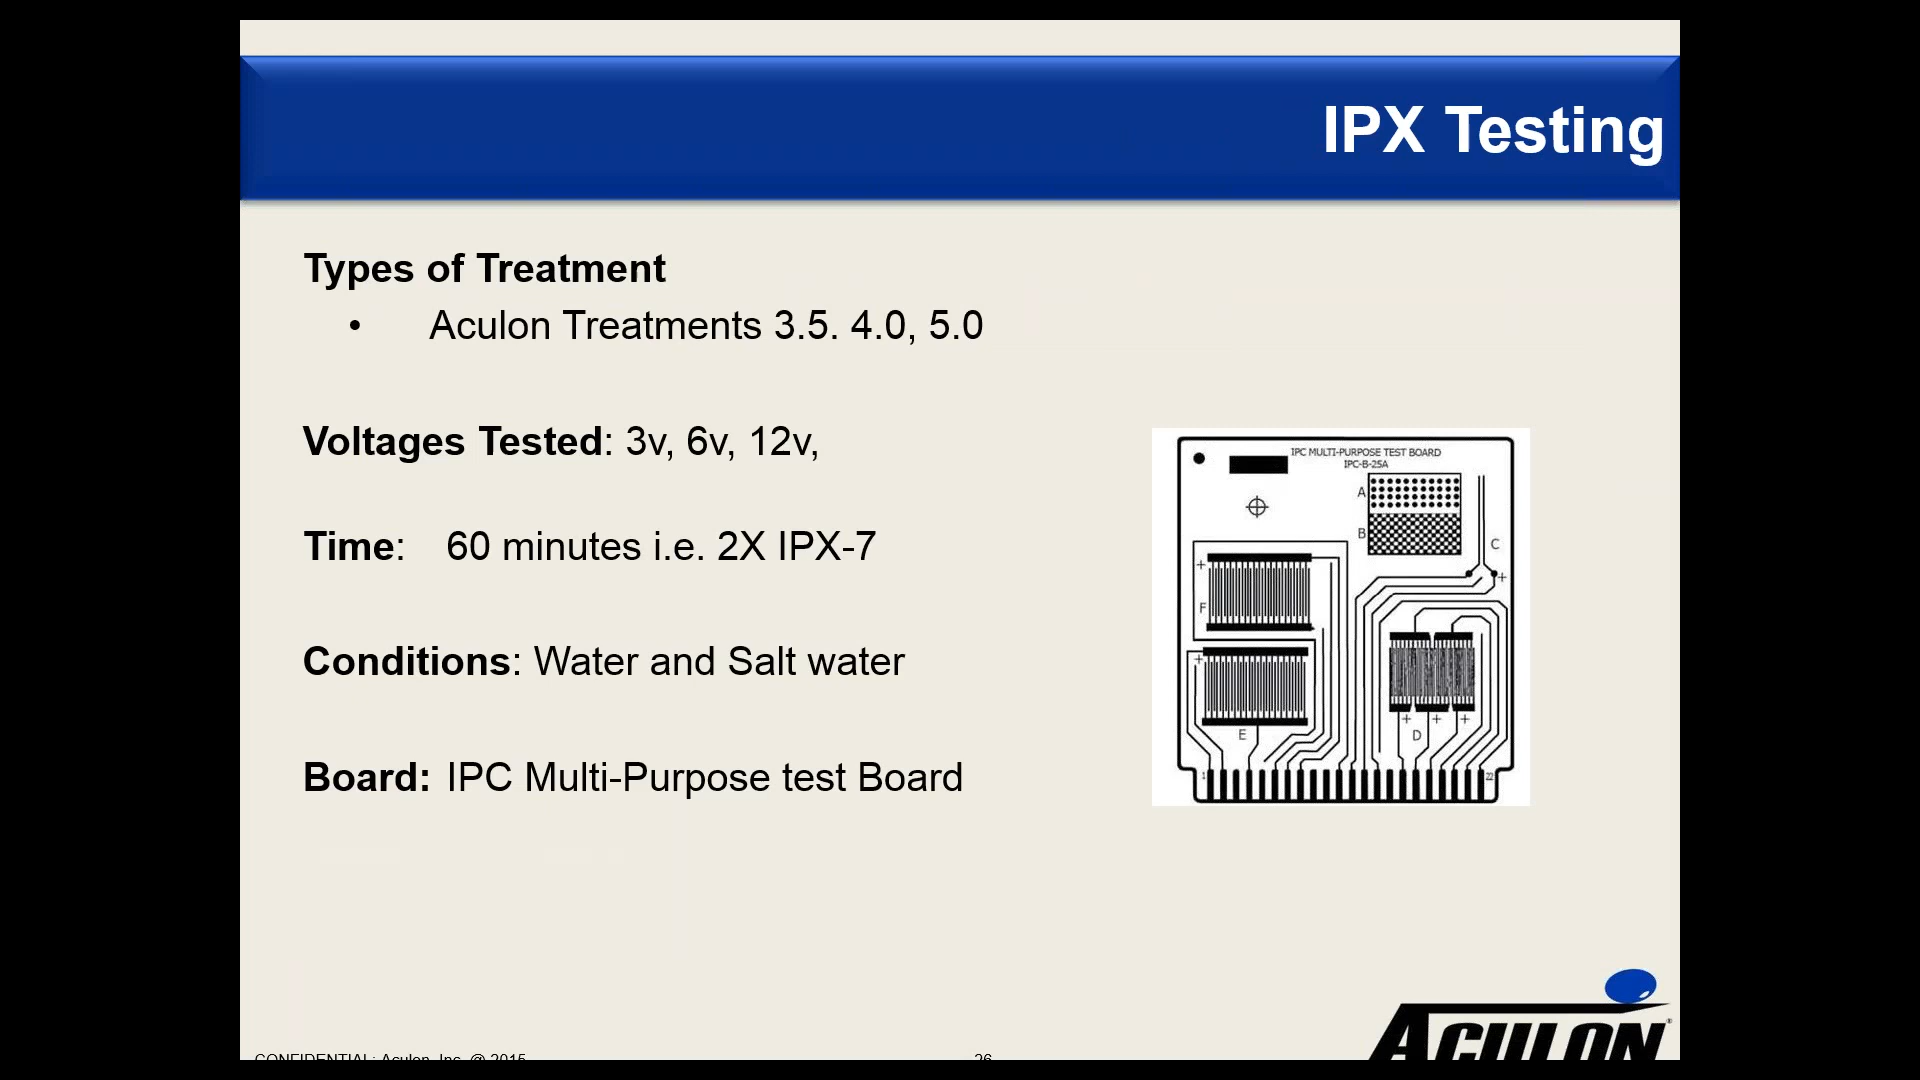 IPX Testing
Types of Treatment
• Aculon Treatments 3.5. 4.0, 5.0
Voltages Tested: 3v, 6v, 12v,
Time: 60 minutes i.e. 2X IPX-7
Conditions: Water and Salt water
Board: IPC Multi-Purpose test Board
IPC MULTI-PURPOSE TEST BOARD
IPC-B-25A
A
B
C
+
+
F
+
E
+ + +
D
1
22
CONFIDENTIAL: Aculon, Inc. @ 2015
26
ACULON®